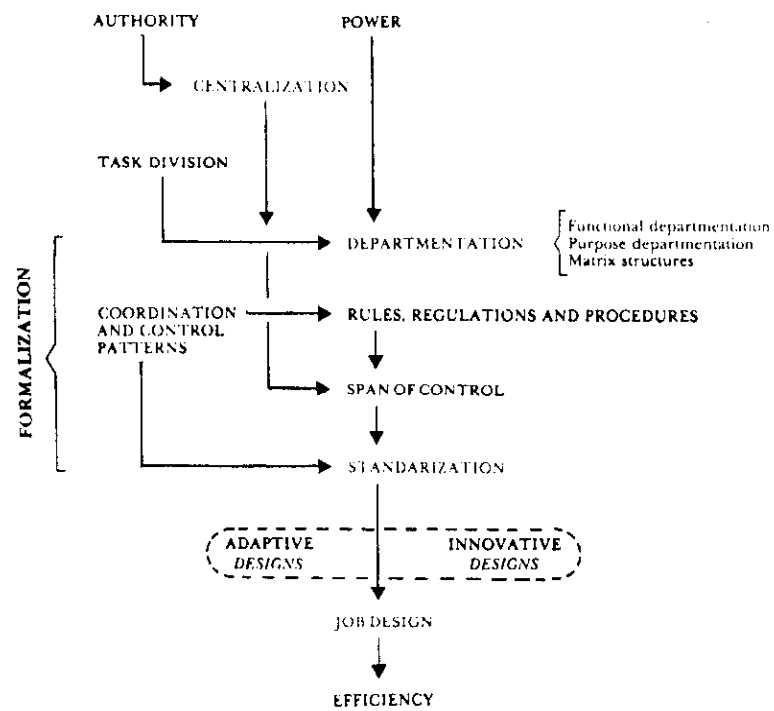 AUTHORITY
POWER
CENTRALIZATION
TASK DIVISION
DEPARTMENTATION
Functional departmentation
Purpose departmentation
Matrix structures
FORMALIZATION
COORDINATION
AND CONTROL
PATTERNS
RULES, REGULATIONS AND PROCEDURES
SPAN OF CONTROL
STANDARIZATION
ADAPTIVE
DESIGNS
INNOVATIVE
DESIGNS
JOB DESIGN
EFFICIENCY